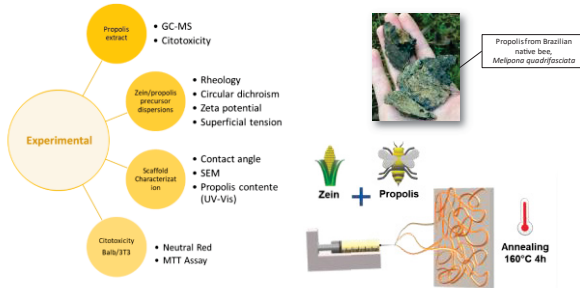 Propolis
extract
• GC-MS
• Citotoxicity
Zein/propolis
precursor
dispersions
• Rheology
• Circular dichroism
• Zeta potential
• Superficial tension
Experimental
Scaffold
Characterizat
ion
• Contact angle
• SEM
• Propolis contente
(UV-Vis)
Citotoxicity
Balb/3T3
• Neutral Red
• MTT Assay
Propolis from Brazilian
native bee,
Melipona quadrifasciata
Zein
+
Propolis
Annealing
160°C 4h